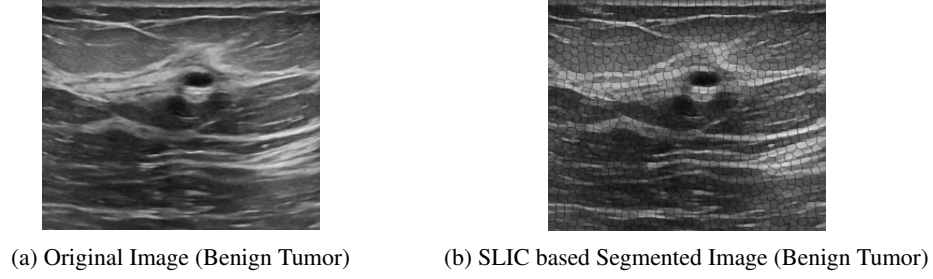 (a) Original Image (Benign Tumor)
(b) SLIC based Segmented Image (Benign Tumor)